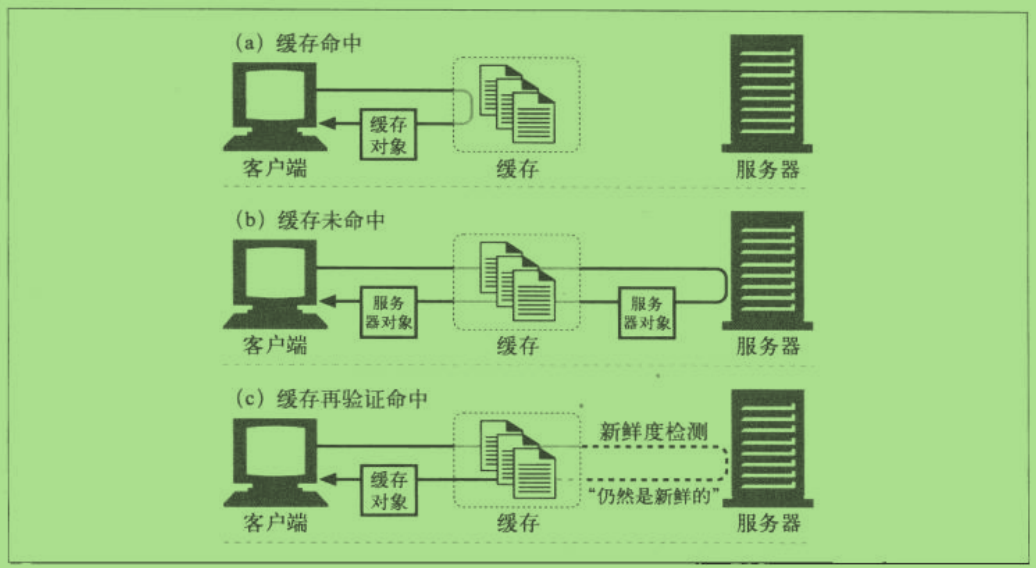 （a）缓存命中
缓存
对象
客户端
缓存
服务器
（b）缓存未命中
服务
器对象
服务
器对象
客户端
缓存
服务器
（c）缓存再验证命中
新鲜度检测
缓存
对象
“仍然是新鲜的”
客户端
缓存
服务器